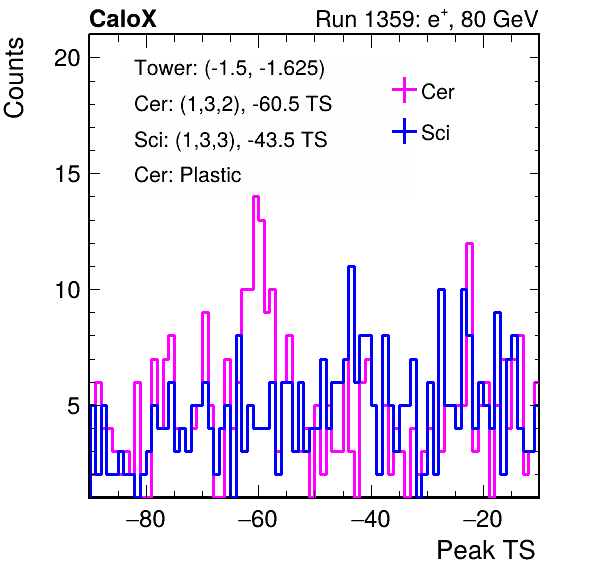 CaloX Run 1359: e⁺, 80 GeV
Counts
20
15
10
5
Tower: (-1.5, -1.625)
Cer: (1,3,2), -60.5 TS
Sci: (1,3,3), -43.5 TS
Cer: Plastic
Cer
Sci
−80 −60 −40 −20
Peak TS